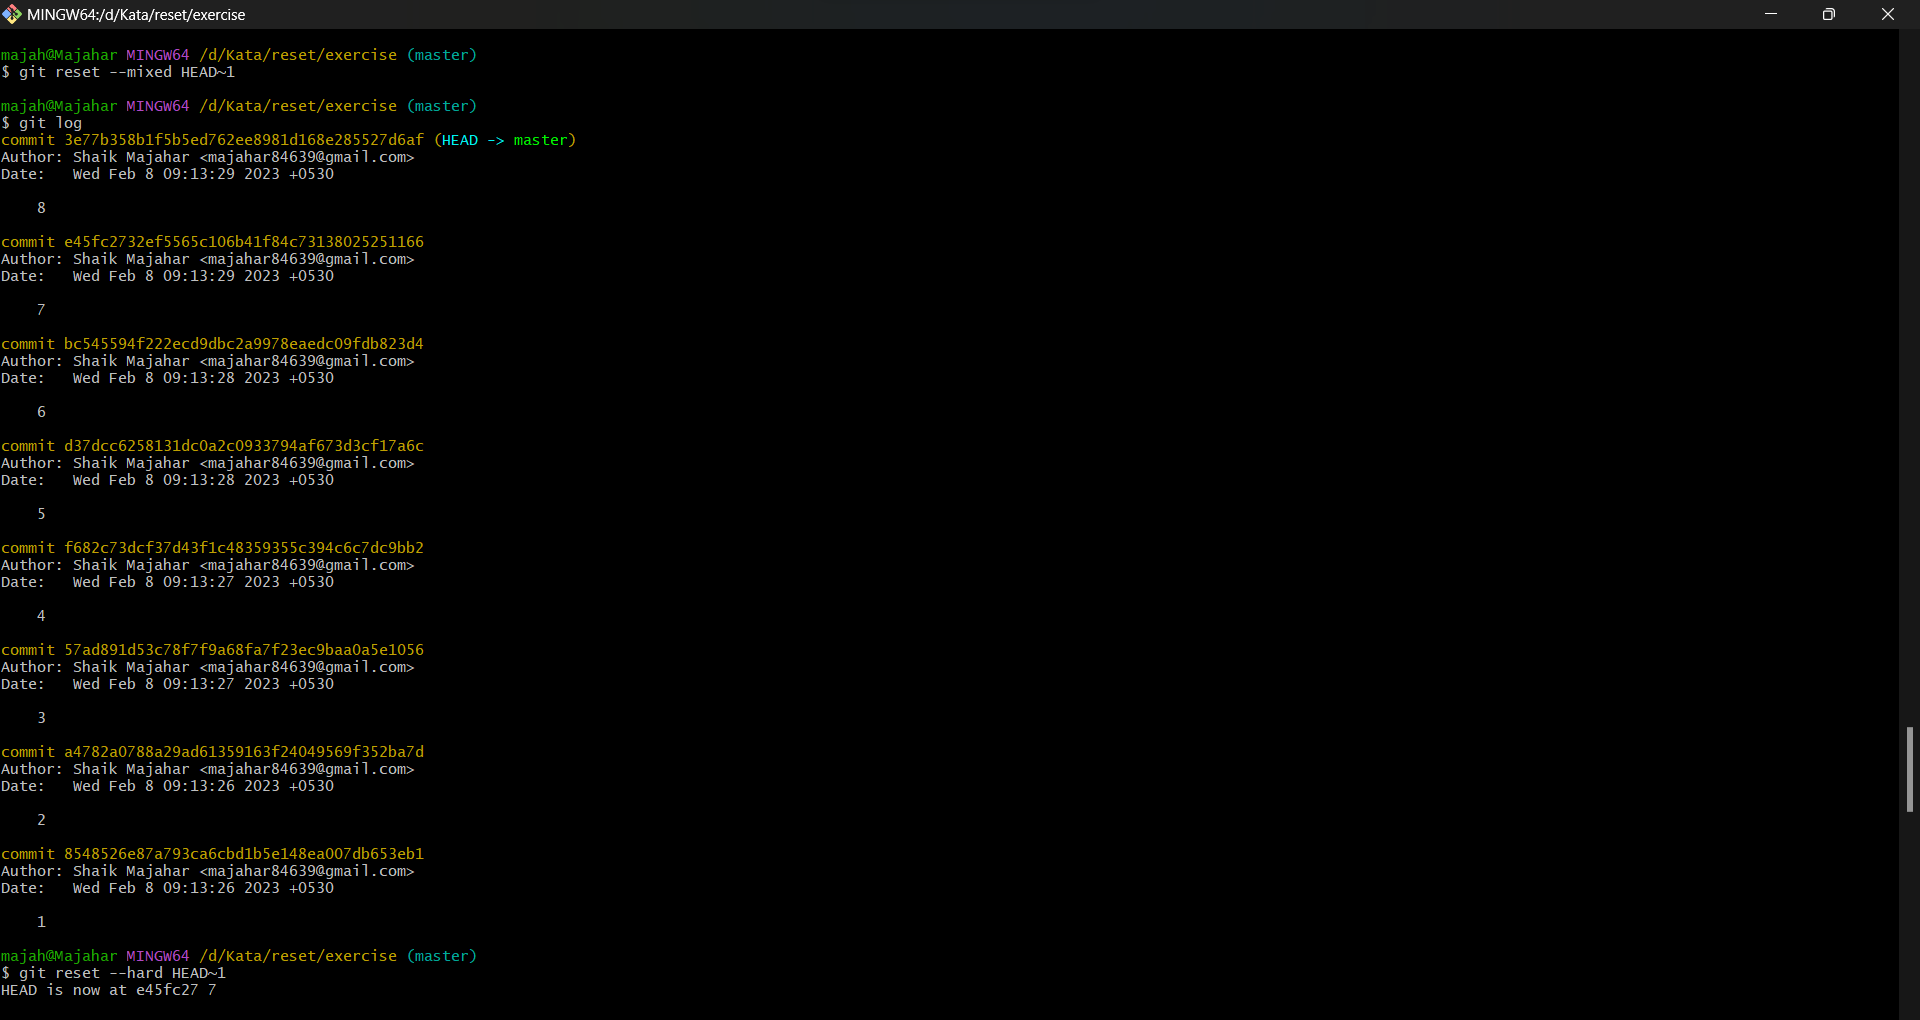 MINGW64:/d/Kata/reset/exercise
majah@Majahar MINGW64 /d/Kata/reset/exercise (master)
$ git reset --mixed HEAD~1
majah@Majahar MINGW64 /d/Kata/reset/exercise (master)
$ git log
commit 3e77b358b1f5b5ed762ee8981d168e285527d6af (HEAD -> master)
Author: Shaik Majahar <majahar84639@gmail.com>
Date:   Wed Feb 8 09:13:29 2023 +0530
8
commit e45fc2732ef5565c106b41f84c73138025251166
Author: Shaik Majahar <majahar84639@gmail.com>
Date:   Wed Feb 8 09:13:29 2023 +0530
7
commit bc545594f222ecd9dbc2a9978eaedc09fdb823d4
Author: Shaik Majahar <majahar84639@gmail.com>
Date:   Wed Feb 8 09:13:28 2023 +0530
6
commit d37dcc6258131dc0a2c0933794af673d3cf17a6c
Author: Shaik Majahar <majahar84639@gmail.com>
Date:   Wed Feb 8 09:13:28 2023 +0530
5
commit f682c73dcf37d43f1c48359355c394c6c7dc9bb2
Author: Shaik Majahar <majahar84639@gmail.com>
Date:   Wed Feb 8 09:13:27 2023 +0530
4
commit 57ad891d53c78f7f9a68fa7f23ec9baa0a5e1056
Author: Shaik Majahar <majahar84639@gmail.com>
Date:   Wed Feb 8 09:13:27 2023 +0530
3
commit a4782a0788a29ad61359163f24049569f352ba7d
Author: Shaik Majahar <majahar84639@gmail.com>
Date:   Wed Feb 8 09:13:26 2023 +0530
2
commit 8548526e87a793ca6cbd1b5e148ea007db653eb1
Author: Shaik Majahar <majahar84639@gmail.com>
Date:   Wed Feb 8 09:13:26 2023 +0530
1
majah@Majahar MINGW64 /d/Kata/reset/exercise (master)
$ git reset --hard HEAD~1
HEAD is now at e45fc27 7